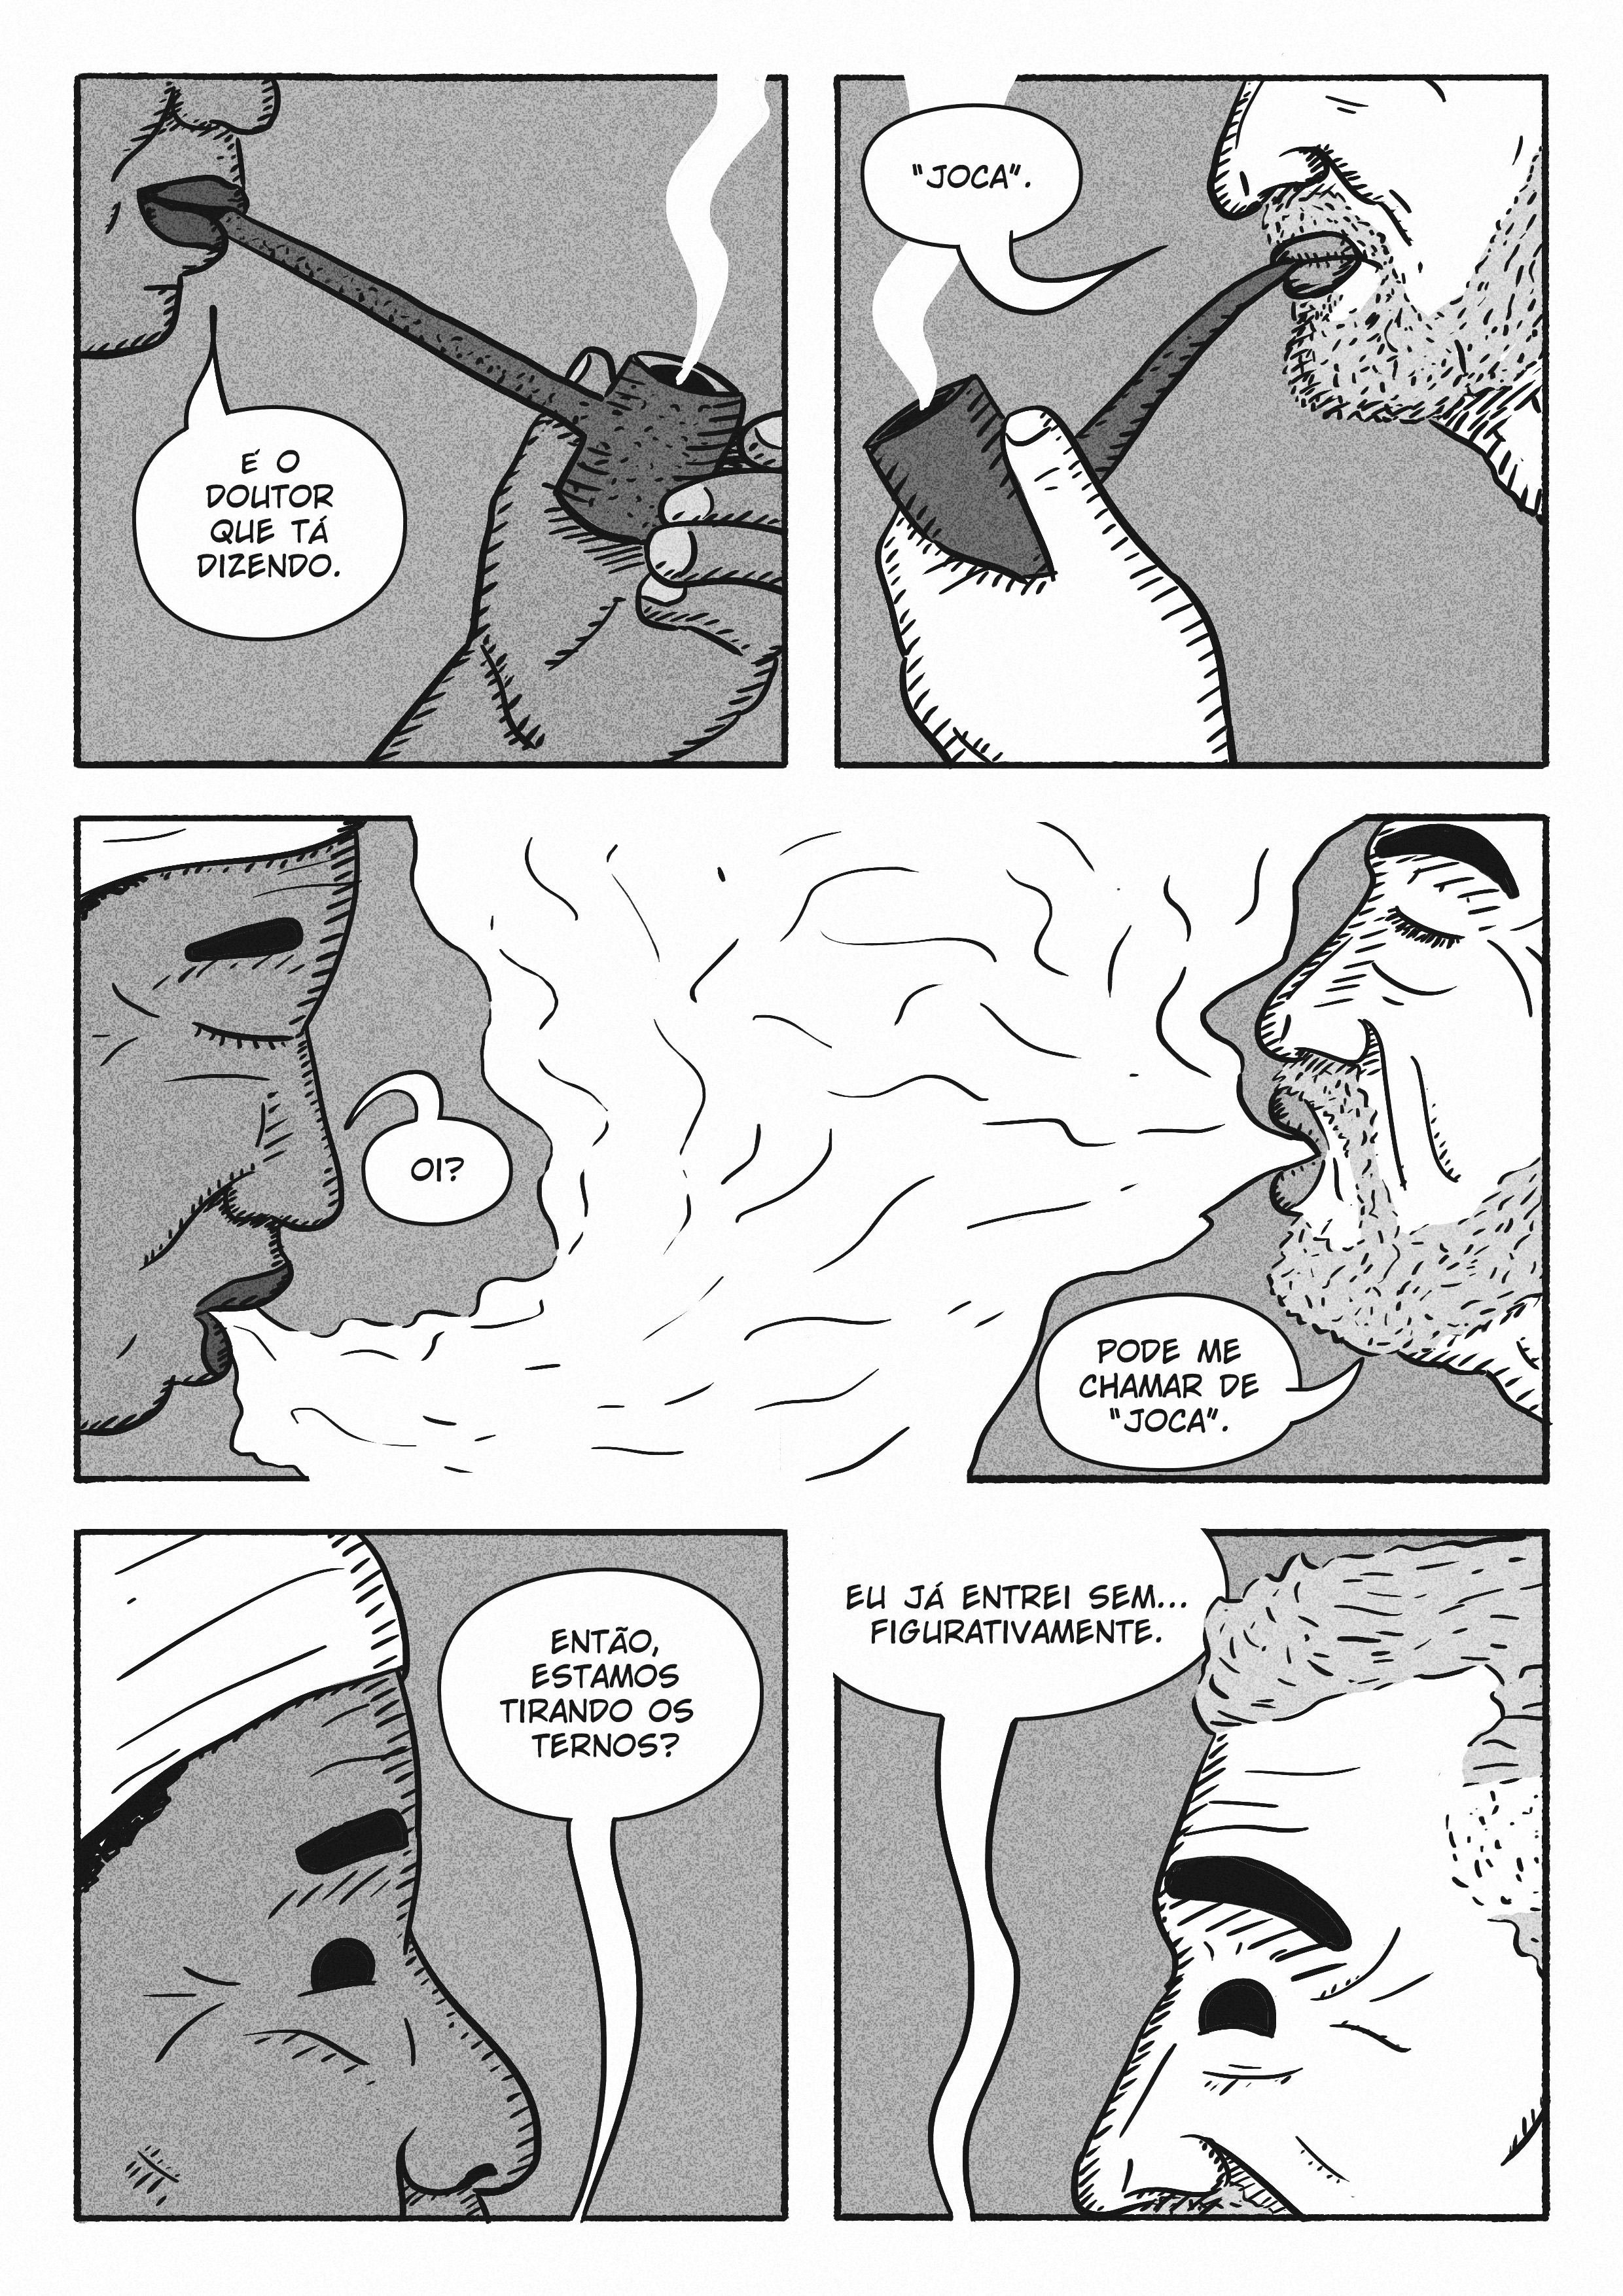 É O
DOUTOR
QUE TÁ
DIZENDO.
"JOCA".
OI?
PODE ME
CHAMAR DE
"JOCA".
ENTÃO,
ESTAMOS
TIRANDO OS
TERNOS?
EU JÁ ENTREI SEM...
FIGURATIVAMENTE.